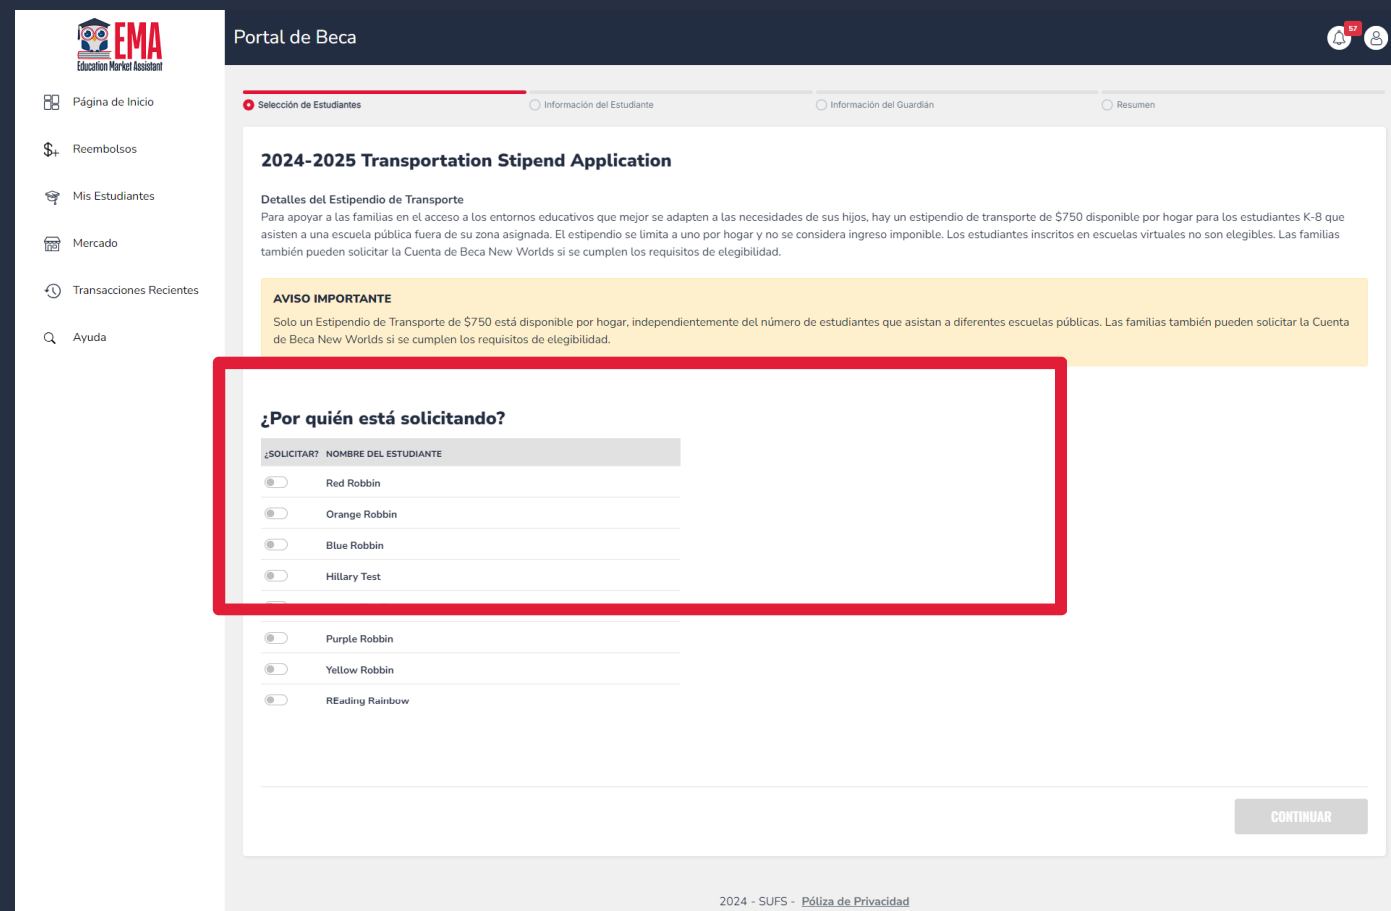 EMA
Education Market Assistant
Portal de Beca
57
Página de Inicio
Reembolsos
Mis Estudiantes
Mercado
Transacciones Recientes
Ayuda
Selección de Estudiantes
Información del Estudiante
Información del Guardián
Resumen
2024-2025 Transportation Stipend Application
Detalles del Estipendio de Transporte
Para apoyar a las familias en el acceso a los entornos educativos que mejor se adapten a las necesidades de sus hijos, hay un estipendio de transporte de $750 disponible por hogar para los estudiantes K-8 que
asisten a una escuela pública fuera de su zona asignada. El estipendio se limita a uno por hogar y no se considera ingreso imponible. Los estudiantes inscritos en escuelas virtuales no son elegibles. Las familias
también pueden solicitar la Cuenta de Beca New Worlds si se cumplen los requisitos de elegibilidad.
AVISO IMPORTANTE
Solo un Estipendio de Transporte de $750 está disponible por hogar, independientemente del número de estudiantes que asistan a diferentes escuelas públicas. Las familias también pueden solicitar la Cuenta
de Beca New Worlds si se cumplen los requisitos de elegibilidad.
¿Por quién está solicitando?
¿SOLICITAR? NOMBRE DEL ESTUDIANTE
Red Robbin
Orange Robbin
Blue Robbin
Hillary Test
Purple Robbin
Yellow Robbin
REading Rainbow
CONTINUAR
2024 - SUFS - Póliza de Privacidad